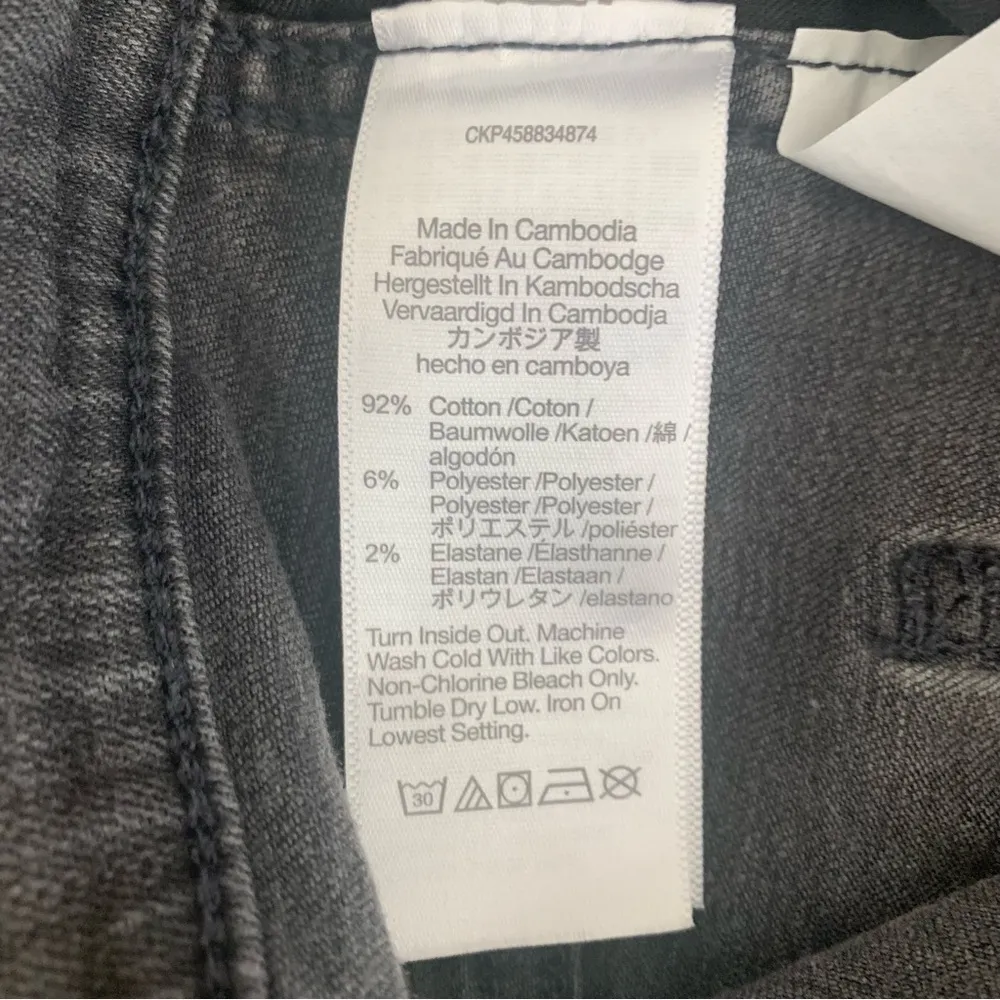 CKP458834874
Made In Cambodia
Fabriqué Au Cambodge
Hergestellt In Kambodscha
Vervaardigd In Cambodja
カンボジア製
hecho en camboya
92% Cotton /Coton /
Baumwolle /Katoen /綿 /
algodón
6% Polyester /Polyester /
Polyester /Polyester /
ポリエステル /poliéster
2% Elastane /Élasthanne /
Elastan /Elastaan /
ポリウレタン /elastano
Turn Inside Out. Machine
Wash Cold With Like Colors.
Non-Chlorine Bleach Only.
Tumble Dry Low. Iron On
Lowest Setting.
30